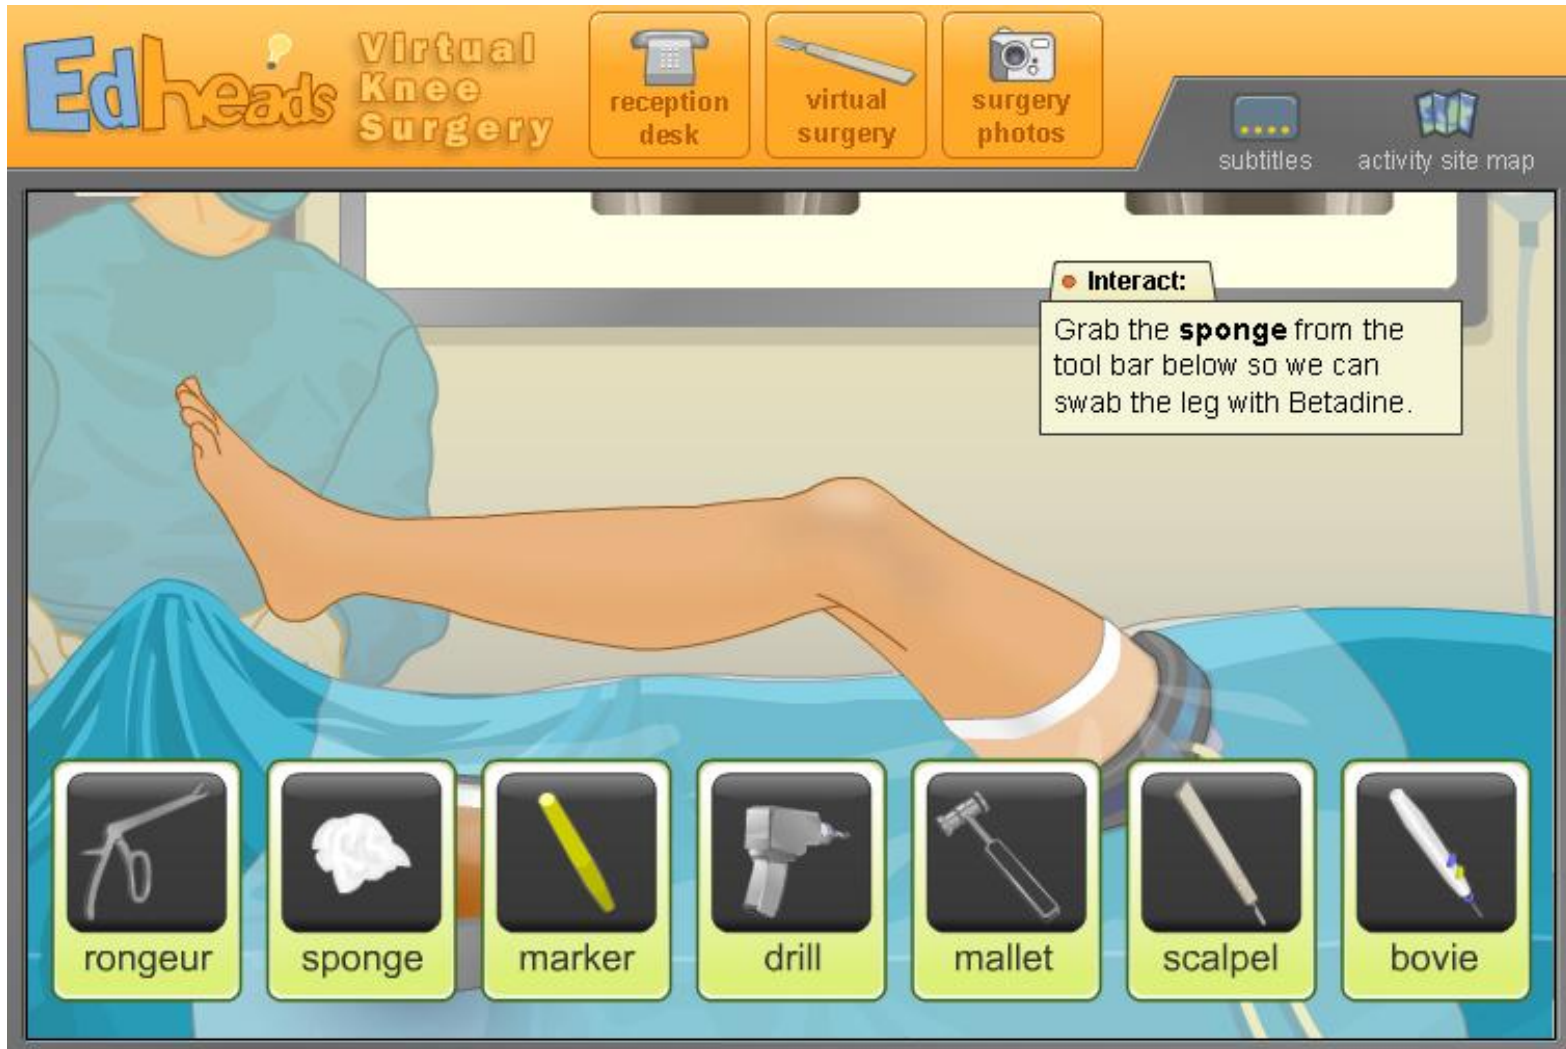 Edheads
Virtual
Knee
Surgery
reception
desk
virtual
surgery
surgery
photos
subtitles
activity site map
Interact:
Grab the sponge from the
tool bar below so we can
swab the leg with Betadine.
rongeur
sponge
marker
drill
mallet
scalpel
bovie